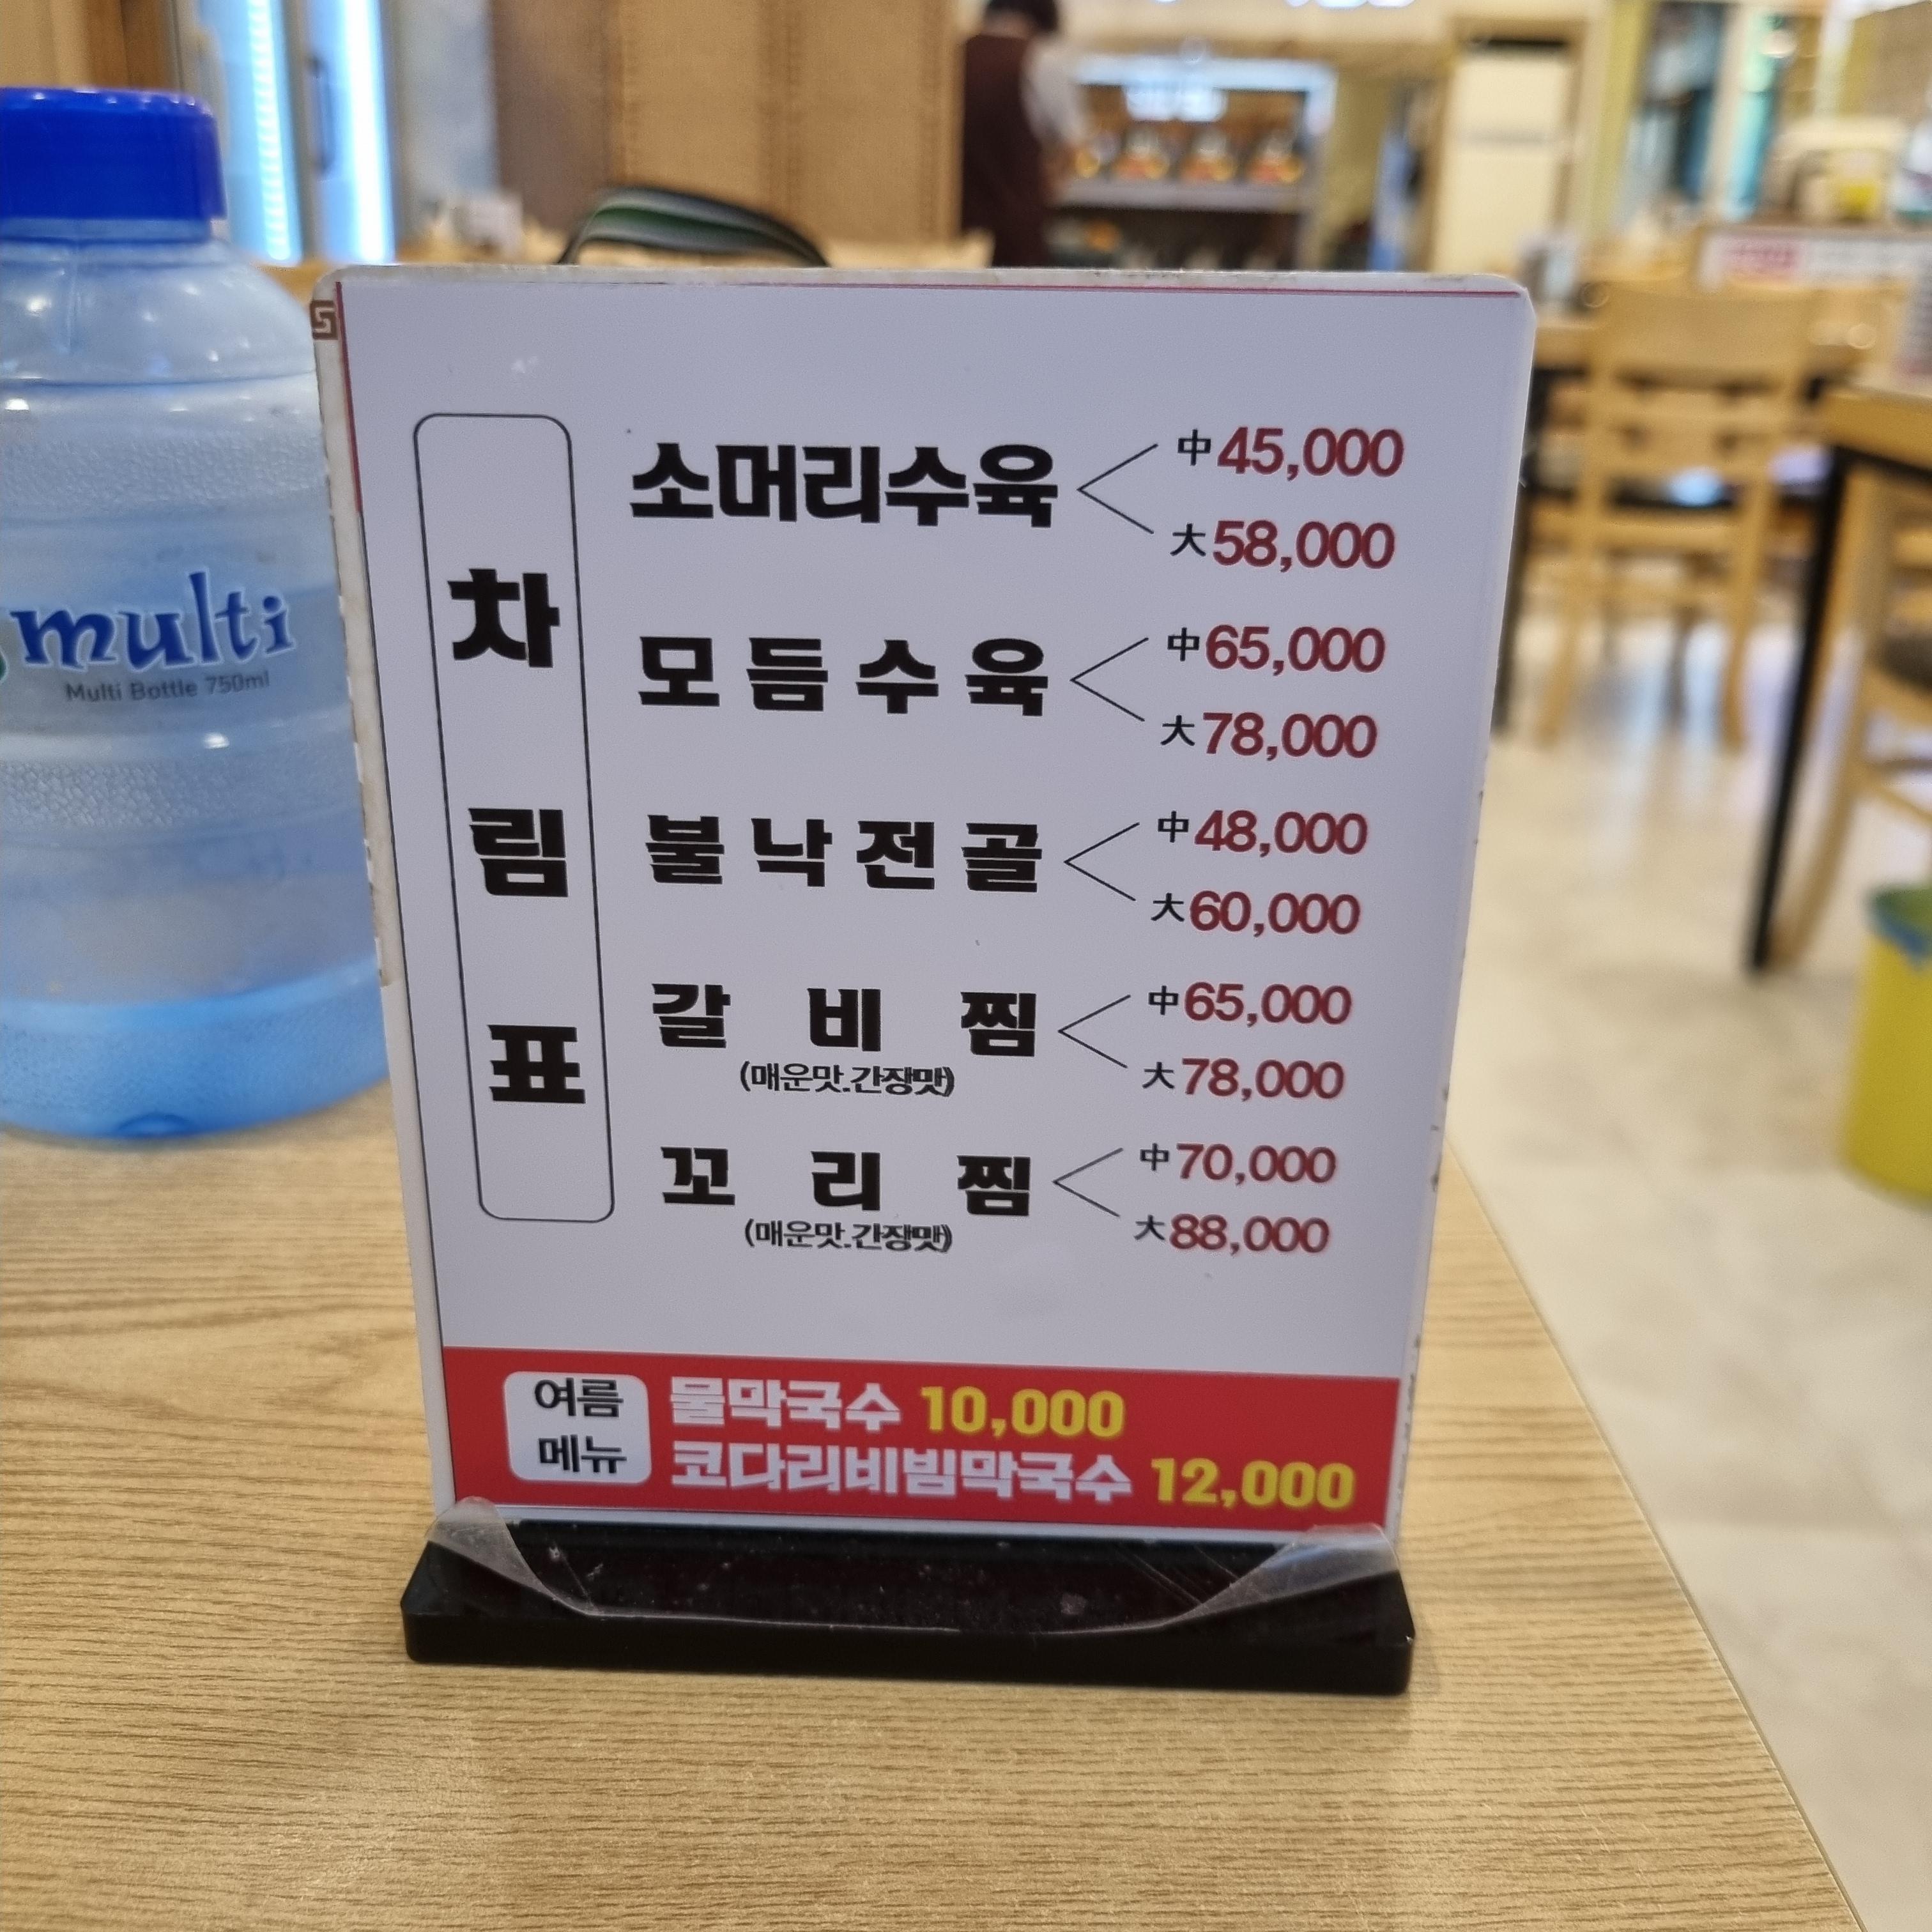 multi
Multi Bottle 750ml
차림표
소머리수육
中45,000
大58,000
모듬수육
中65,000
大78,000
불낙전골
中48,000
大60,000
갈비찜
(매운맛.간장맛)
中65,000
大78,000
꼬리찜
(매운맛.간장맛)
中70,000
大88,000
여름
메뉴
물막국수 10,000
코다리비빔막국수 12,000